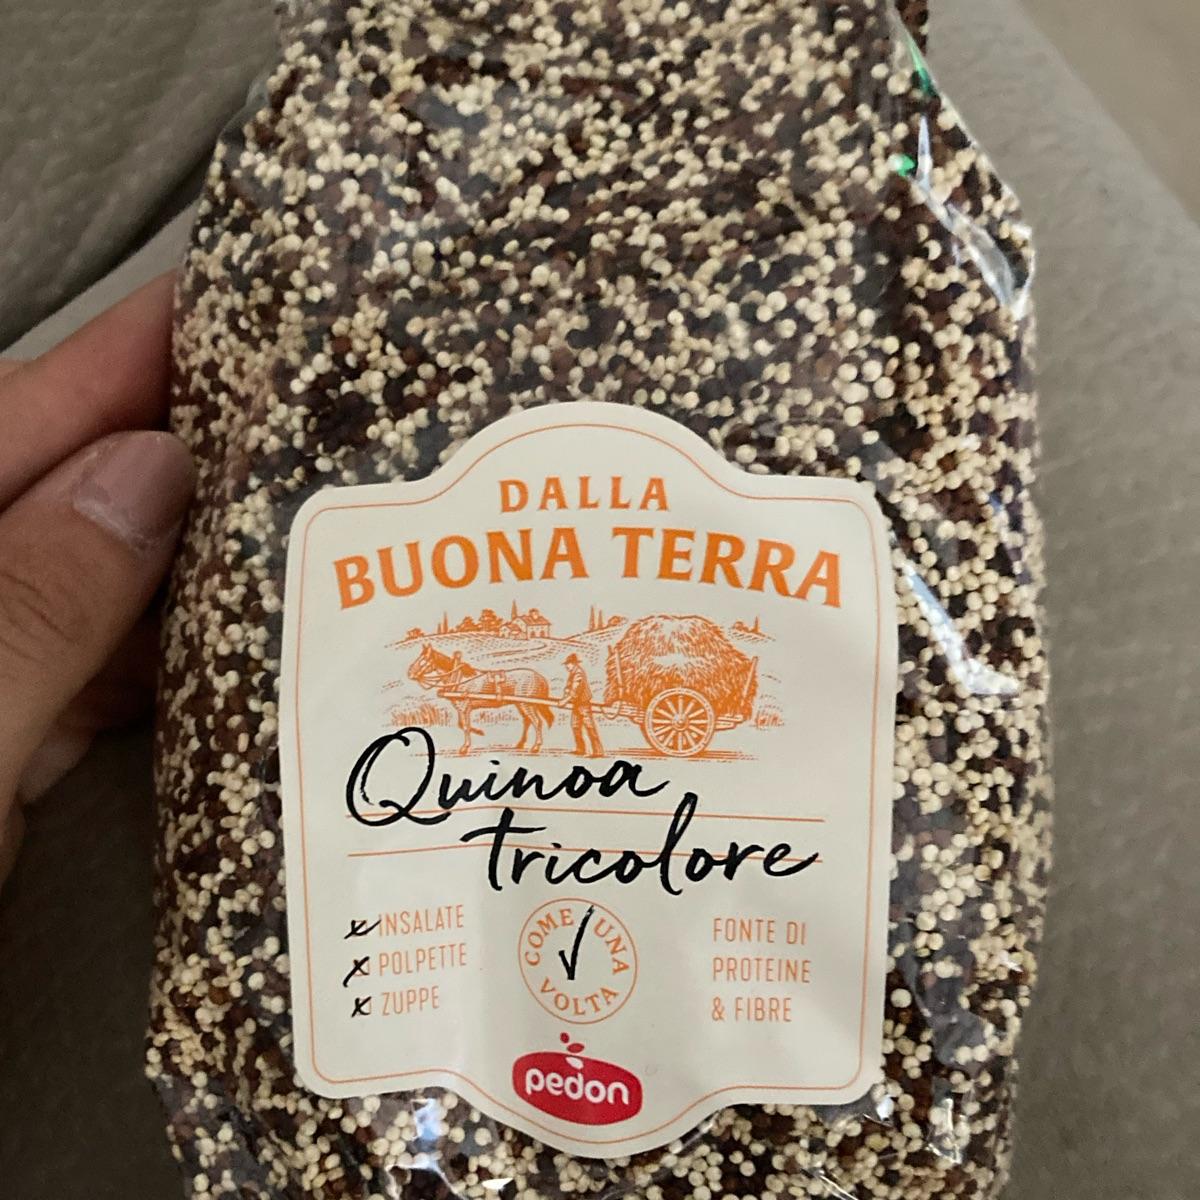 DALLA
BUONA TERRA
Quinoa
tricolore
INSALATE
POLPETTE
ZUPPE
COME UNA
VOLTA
FONTE DI
PROTEINE
& FIBRE
pedon